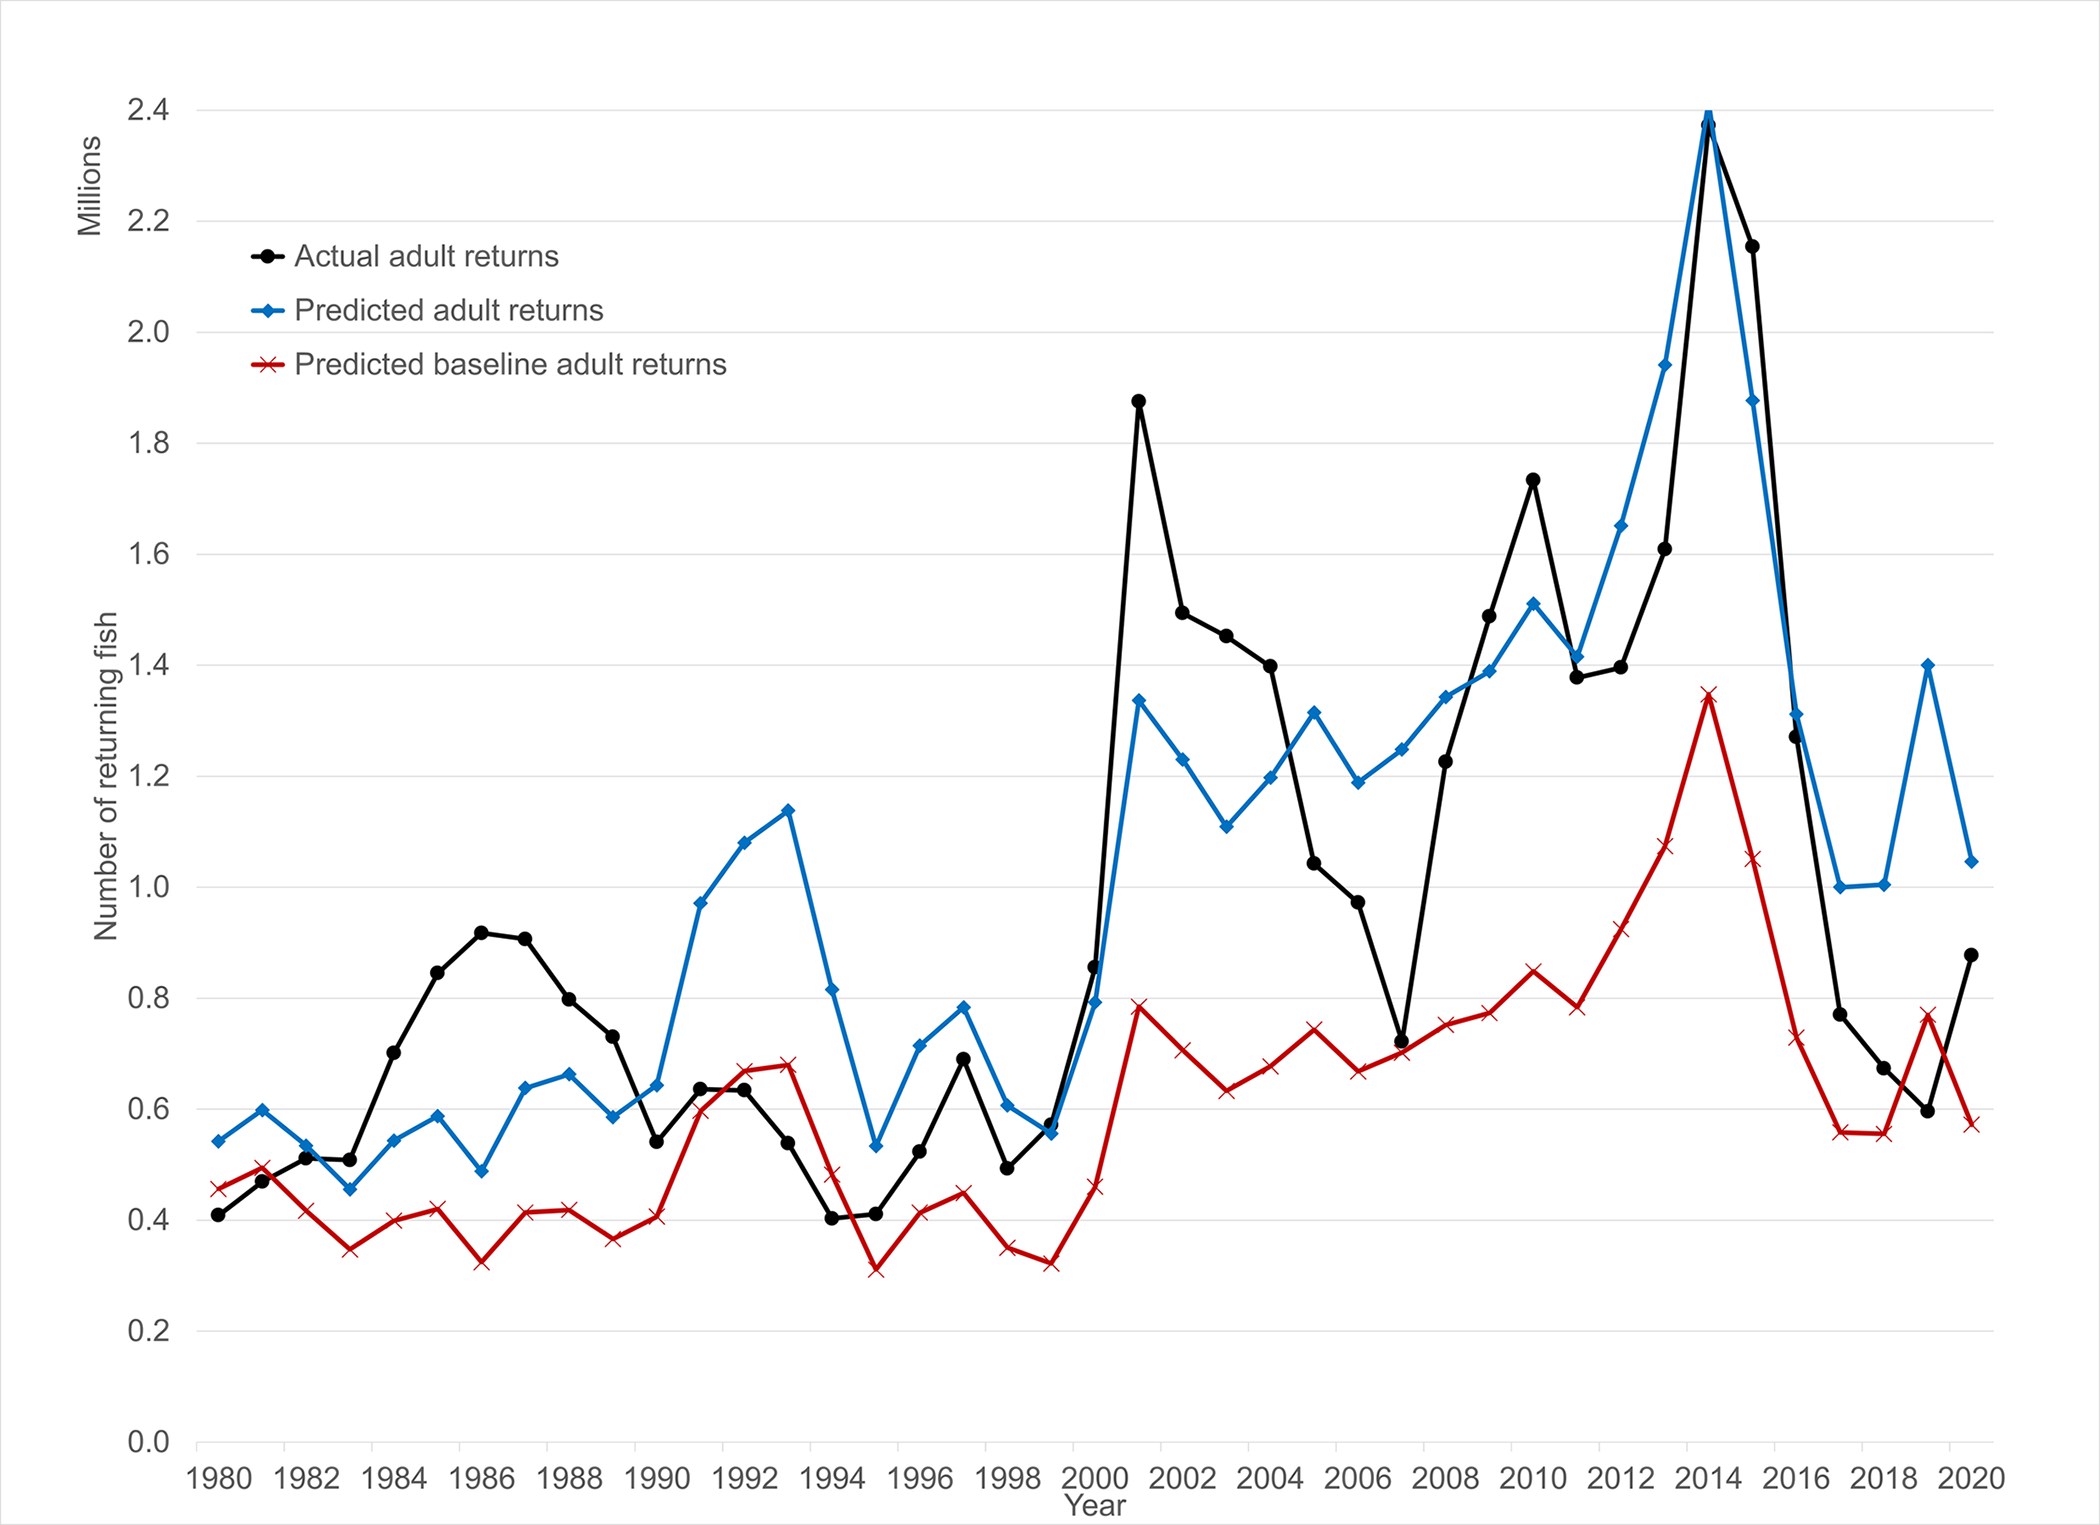 Millions
Number of returning fish
2.4
2.2
2.0
1.8
1.6
1.4
1.2
1.0
0.8
0.6
0.4
0.2
0.0
Actual adult returns
Predicted adult returns
Predicted baseline adult returns
1980 1982 1984 1986 1988 1990 1992 1994 1996 1998 2000 2002 2004 2006 2008 2010 2012 2014 2016 2018 2020
Year